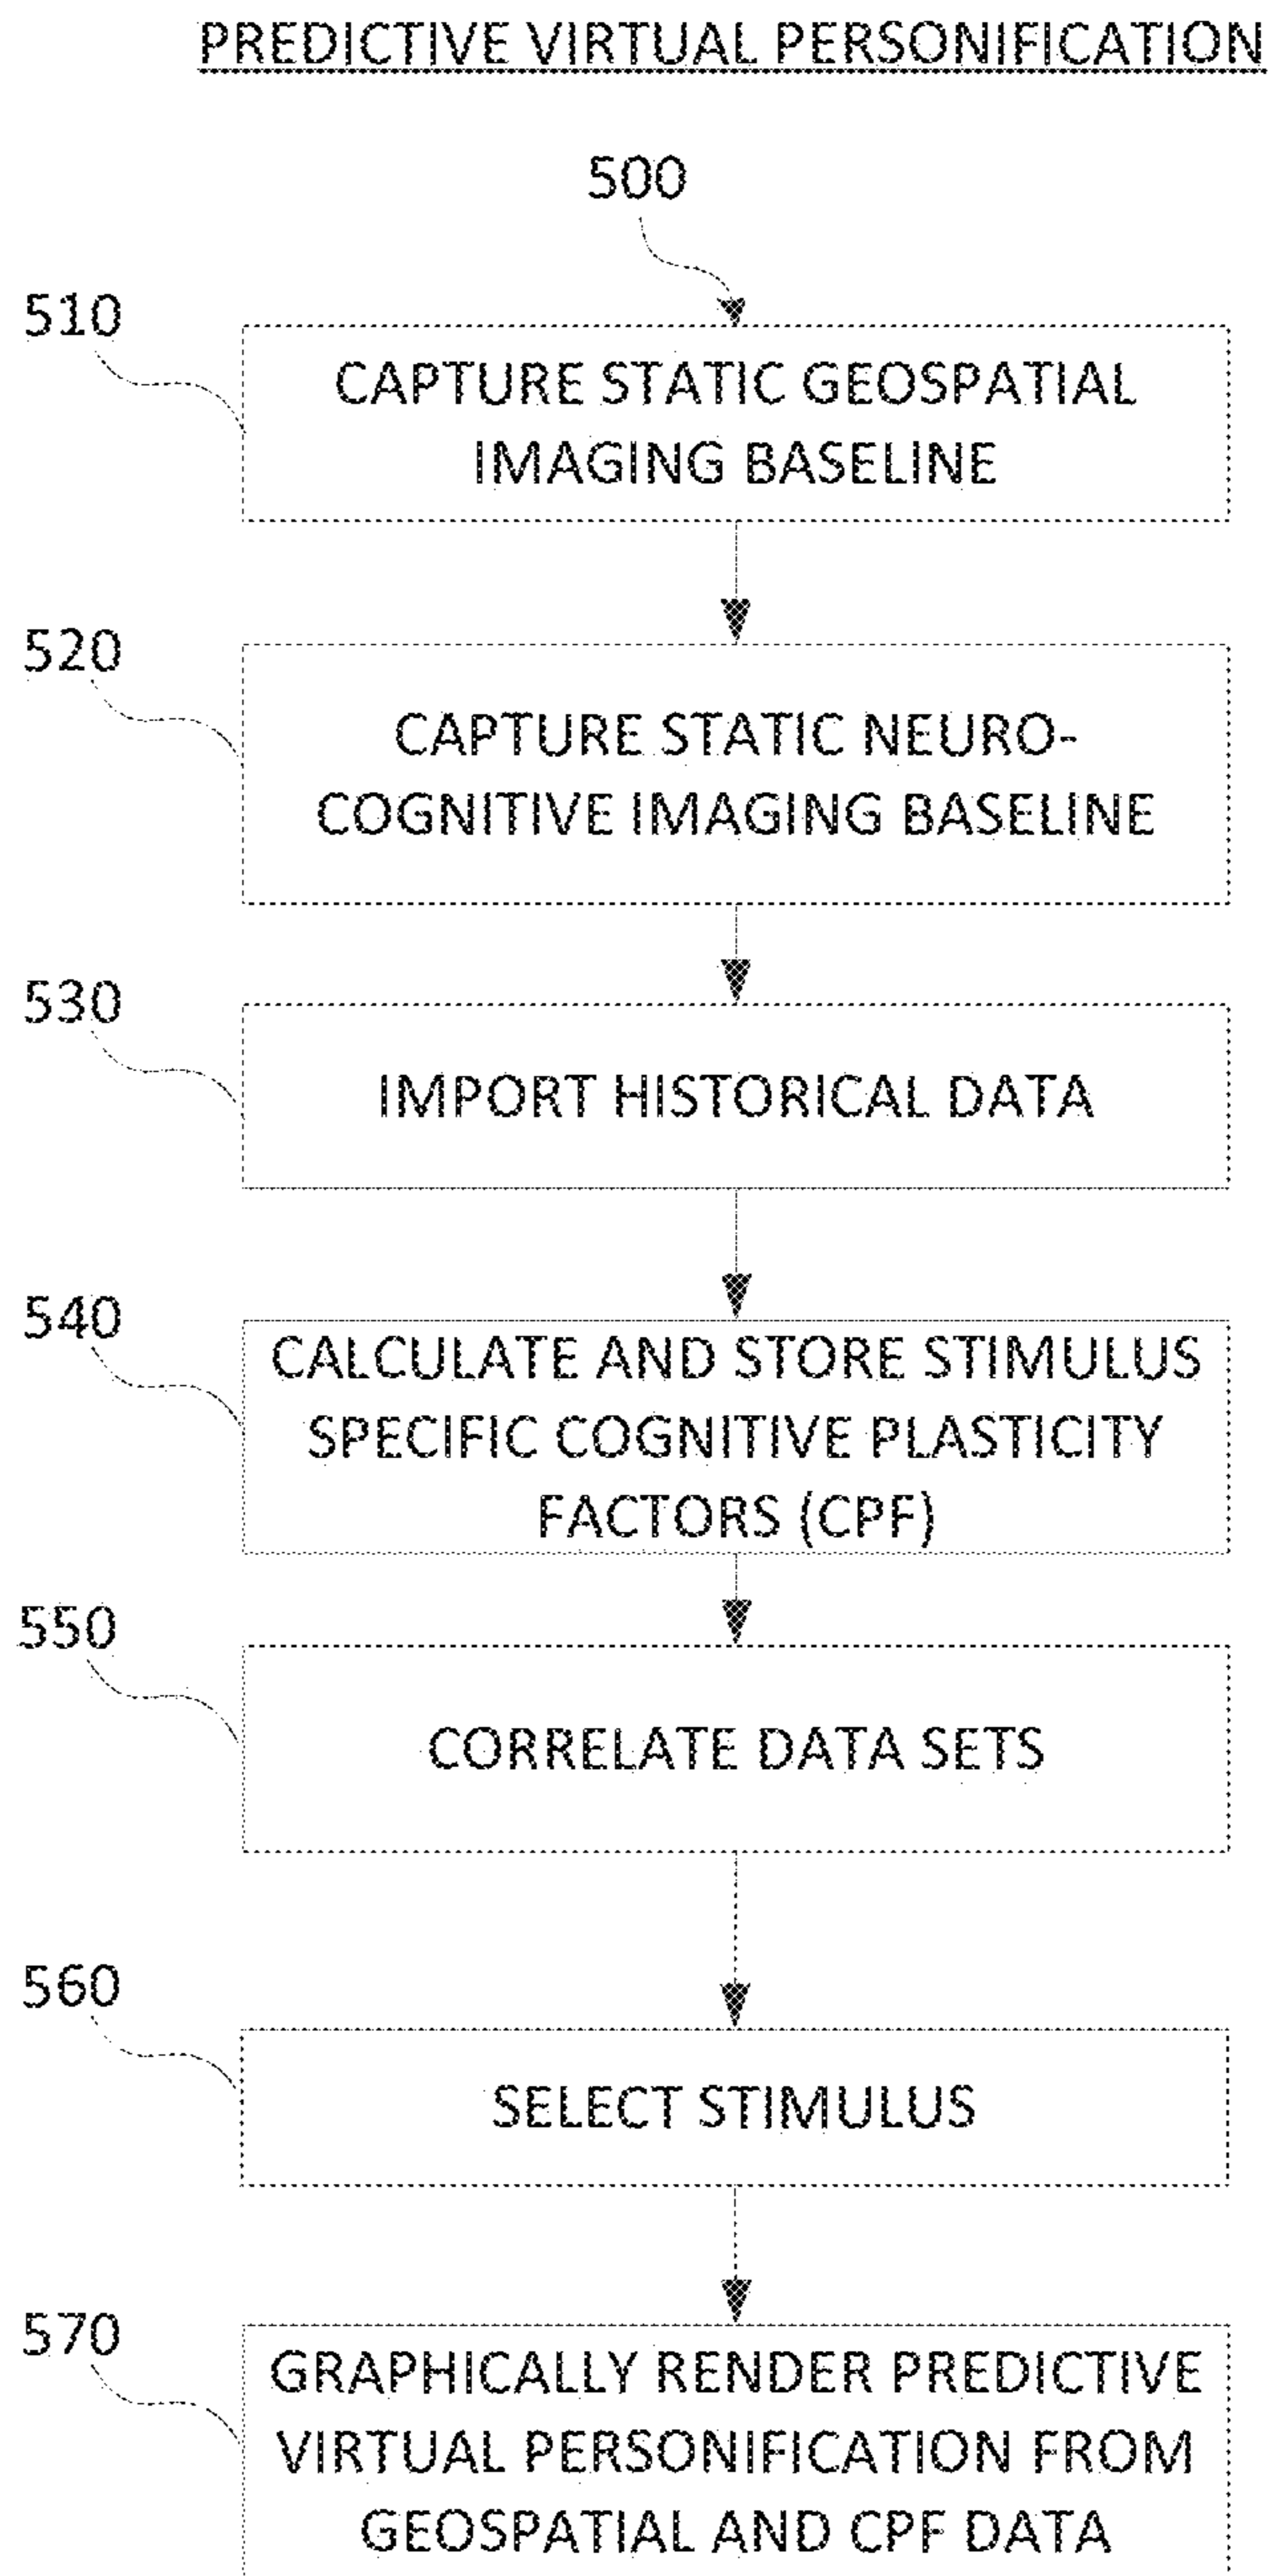 PREDICTIVE VIRTUAL PERSONIFICATION
500
510
CAPTURE STATIC GEOSPATIAL
IMAGING BASELINE
520
CAPTURE STATIC NEURO-
COGNITIVE IMAGING BASELINE
530
IMPORT HISTORICAL DATA
540
CALCULATE AND STORE STIMULUS
SPECIFIC COGNITIVE PLASTICITY
FACTORS (CPF)
550
CORRELATE DATA SETS
560
SELECT STIMULUS
570
GRAPHICALLY RENDER PREDICTIVE
VIRTUAL PERSONIFICATION FROM
GEOSPATIAL AND CPF DATA